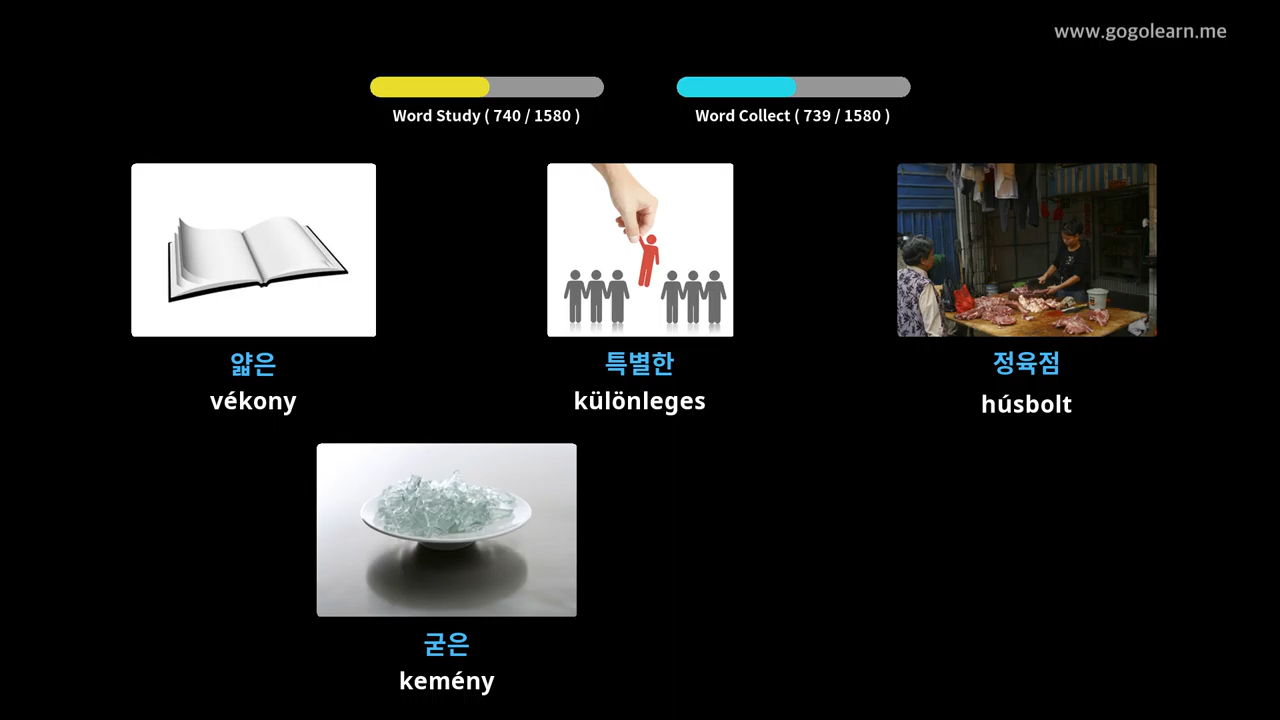 www.gogolearn.me
Word Study ( 740 / 1580 )
Word Collect ( 739 / 1580 )
얇은
vékony
특별한
különleges
정육점
húsbolt
굳은
kemény